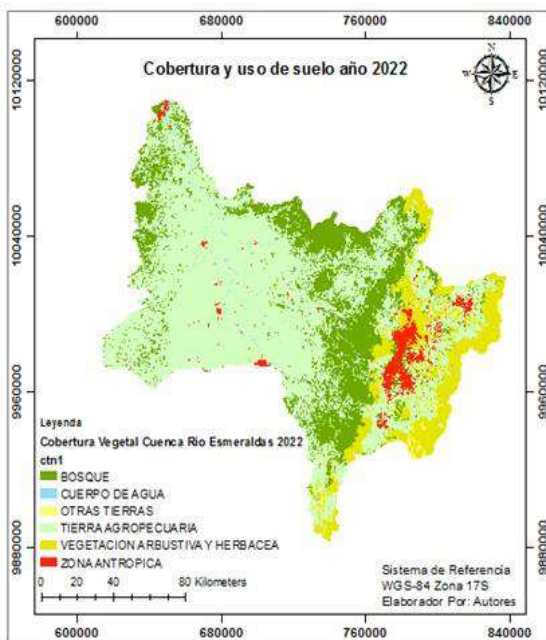 600000 680000 760000 840000
Cobertura y uso de suelo año 2022
N
W E
S
10120000 10120000
10040000 10040000
9960000 9960000
9880000 9880000
Leyenda
Cobertura Vegetal Cuenca Rio Esmeraldas 2022
ctn1
BOSQUE
CUERPO DE AGUA
OTRAS TIERRAS
TIERRA AGROPECUARIA
VEGETACION ARBUSTIVA Y HERBACEA
ZONA ANTROPICA
0 20 40 80 Kilometers
Sistema de Referencia
WGS-84 Zona 17S
Elaborador Por: Autores
600000 680000 760000 840000